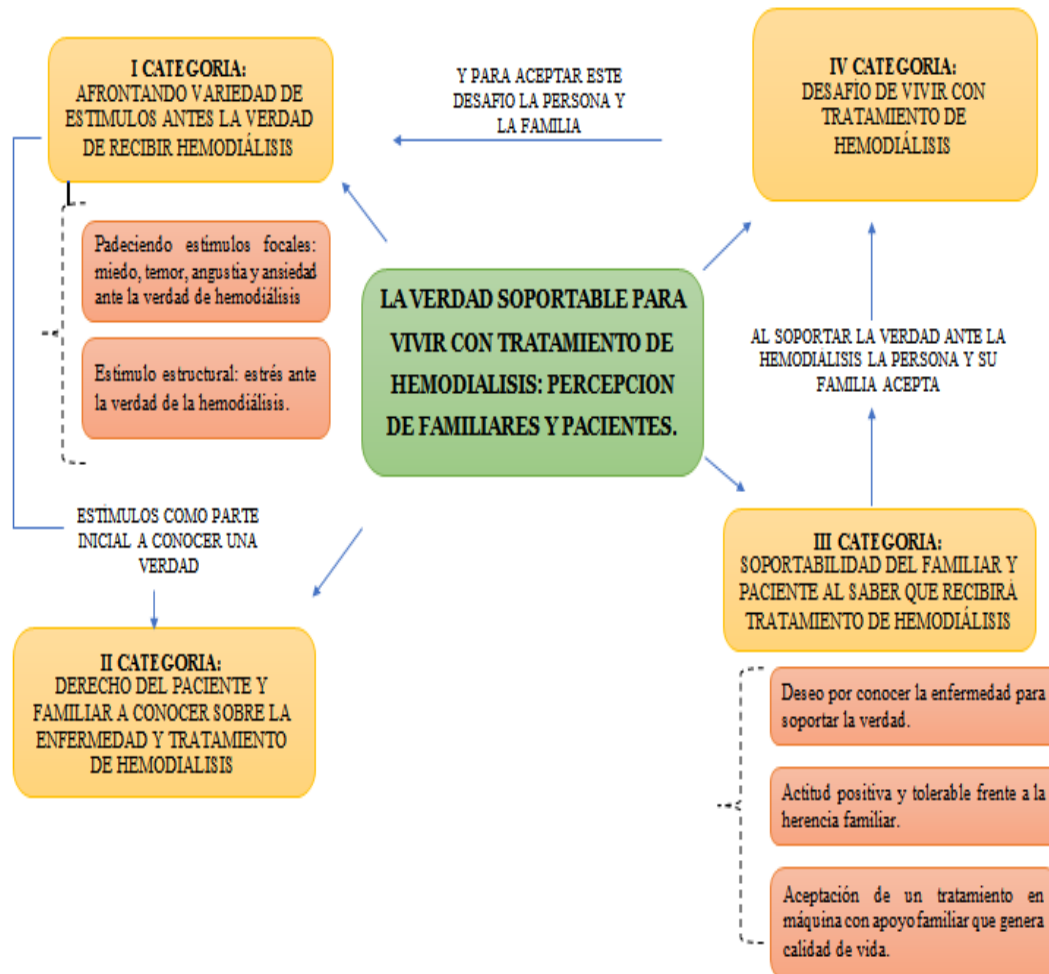 I CATEGORIA:
AFRONTANDO VARIEDAD DE
ESTIMULOS ANTES LA VERDAD
DE RECIBIR HEMODIÁLISIS
Y PARA ACEPTAR ESTE
DESAFIO LA PERSONA Y
LA FAMILIA
IV CATEGORIA:
DESAFÍO DE VIVIR CON
TRATAMIENTO DE
HEMODIÁLISIS
Padeciendo estímulos focales:
miedo, temor, angustia y ansiedad
ante la verdad de hemodiálisis
Estímulo estructural: estrés ante
la verdad de la hemodiálisis.
LA VERDAD SOPORTABLE PARA
VIVIR CON TRATAMIENTO DE
HEMODIALISIS: PERCEPCION
DE FAMILIARES Y PACIENTES.
AL SOPORTAR LA VERDAD ANTE LA
HEMODIÁLISIS LA PERSONA Y SU
FAMILIA ACEPTA
ESTÍMULOS COMO PARTE
INICIAL A CONOCER UNA
VERDAD
II CATEGORIA:
DERECHO DEL PACIENTE Y
FAMILIAR A CONOCER SOBRE LA
ENFERMEDAD Y TRATAMIENTO
DE HEMODIALISIS
III CATEGORIA:
SOPORTABILIDAD DEL FAMILIAR Y
PACIENTE AL SABER QUE RECIBIRÀ
TRATAMIENTO DE HEMODIÁLISIS
Deseo por conocer la enfermedad para
soportar la verdad.
Actitud positiva y tolerable frente a la
herencia familiar.
Aceptación de un tratamiento en
máquina con apoyo familiar que genera
calidad de vida.